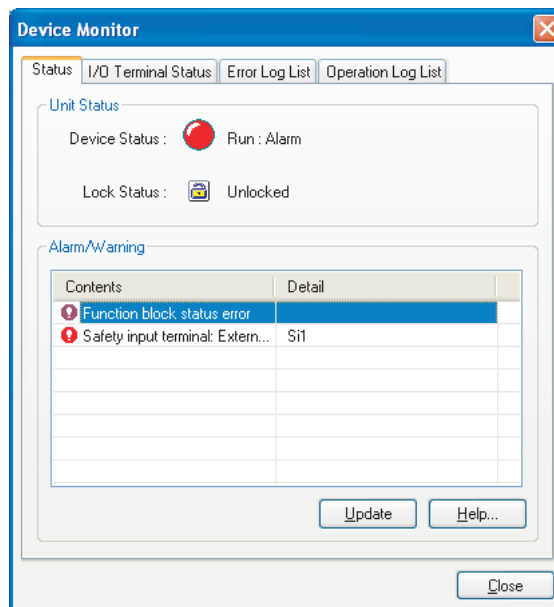 Device Monitor
Status I/O Terminal Status Error Log List Operation Log List
Unit Status
Device Status : Run : Alarm
Lock Status : Unlocked
Alarm/Warning
Contents Detail
Function block status error
Safety input terminal: Extern... Si1
Update Help...
Close